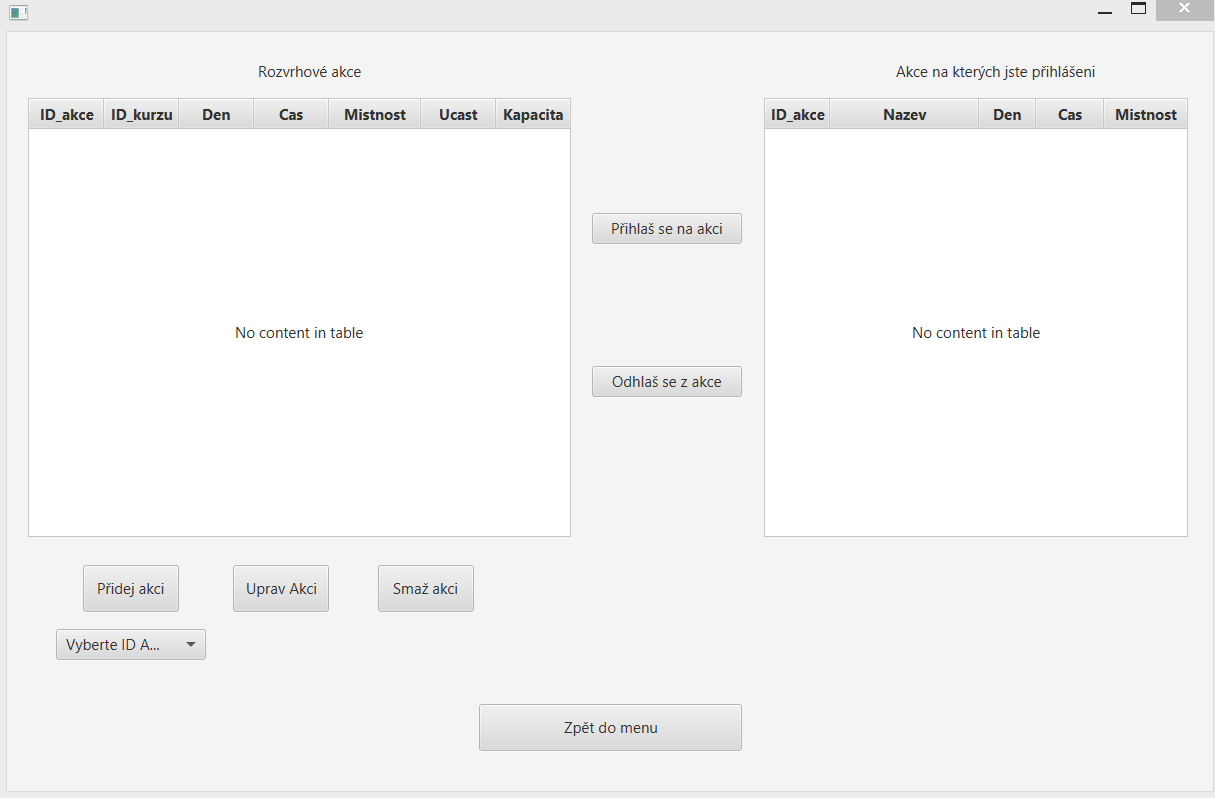 Rozvrhové akce
Akce na kterých jste přihlášeni
ID_akce ID_kurzu Den Cas Mistnost Ucast Kapacita
ID_akce Nazev Den Cas Mistnost
Přihlaš se na akci
No content in table
No content in table
Odhlaš se z akce
Přidej akci
Uprav Akci
Smaž akci
Vyberte ID A...
Zpět do menu